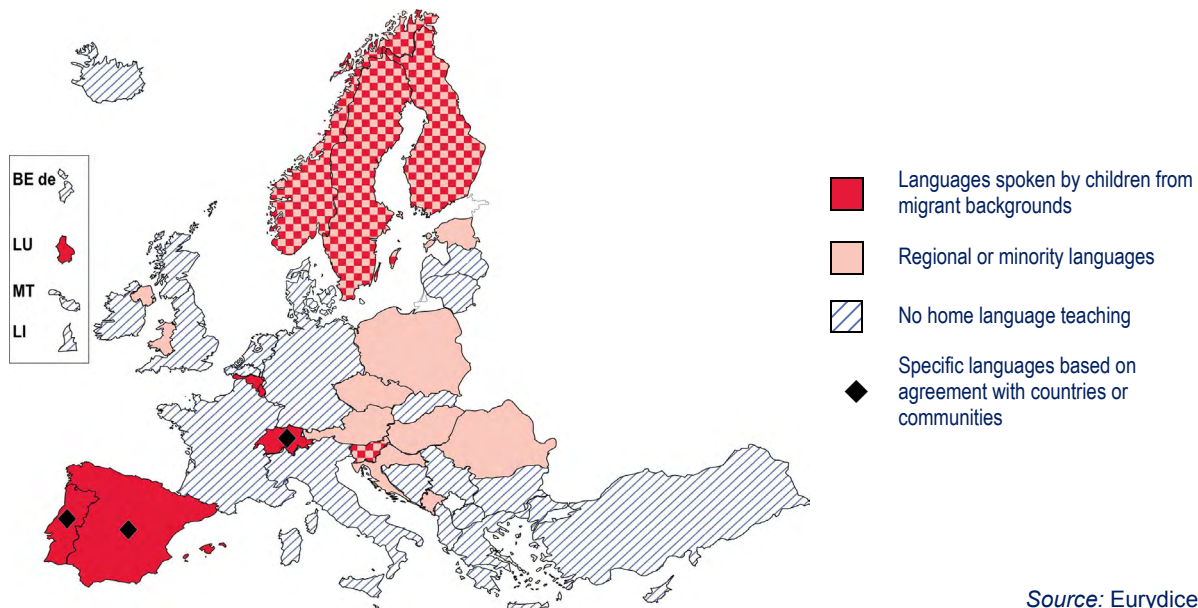 BE de
LU
MT
LI
Languages spoken by children from
migrant backgrounds
Regional or minority languages
No home language teaching
Specific languages based on
agreement with countries or
communities
Source: Eurydice